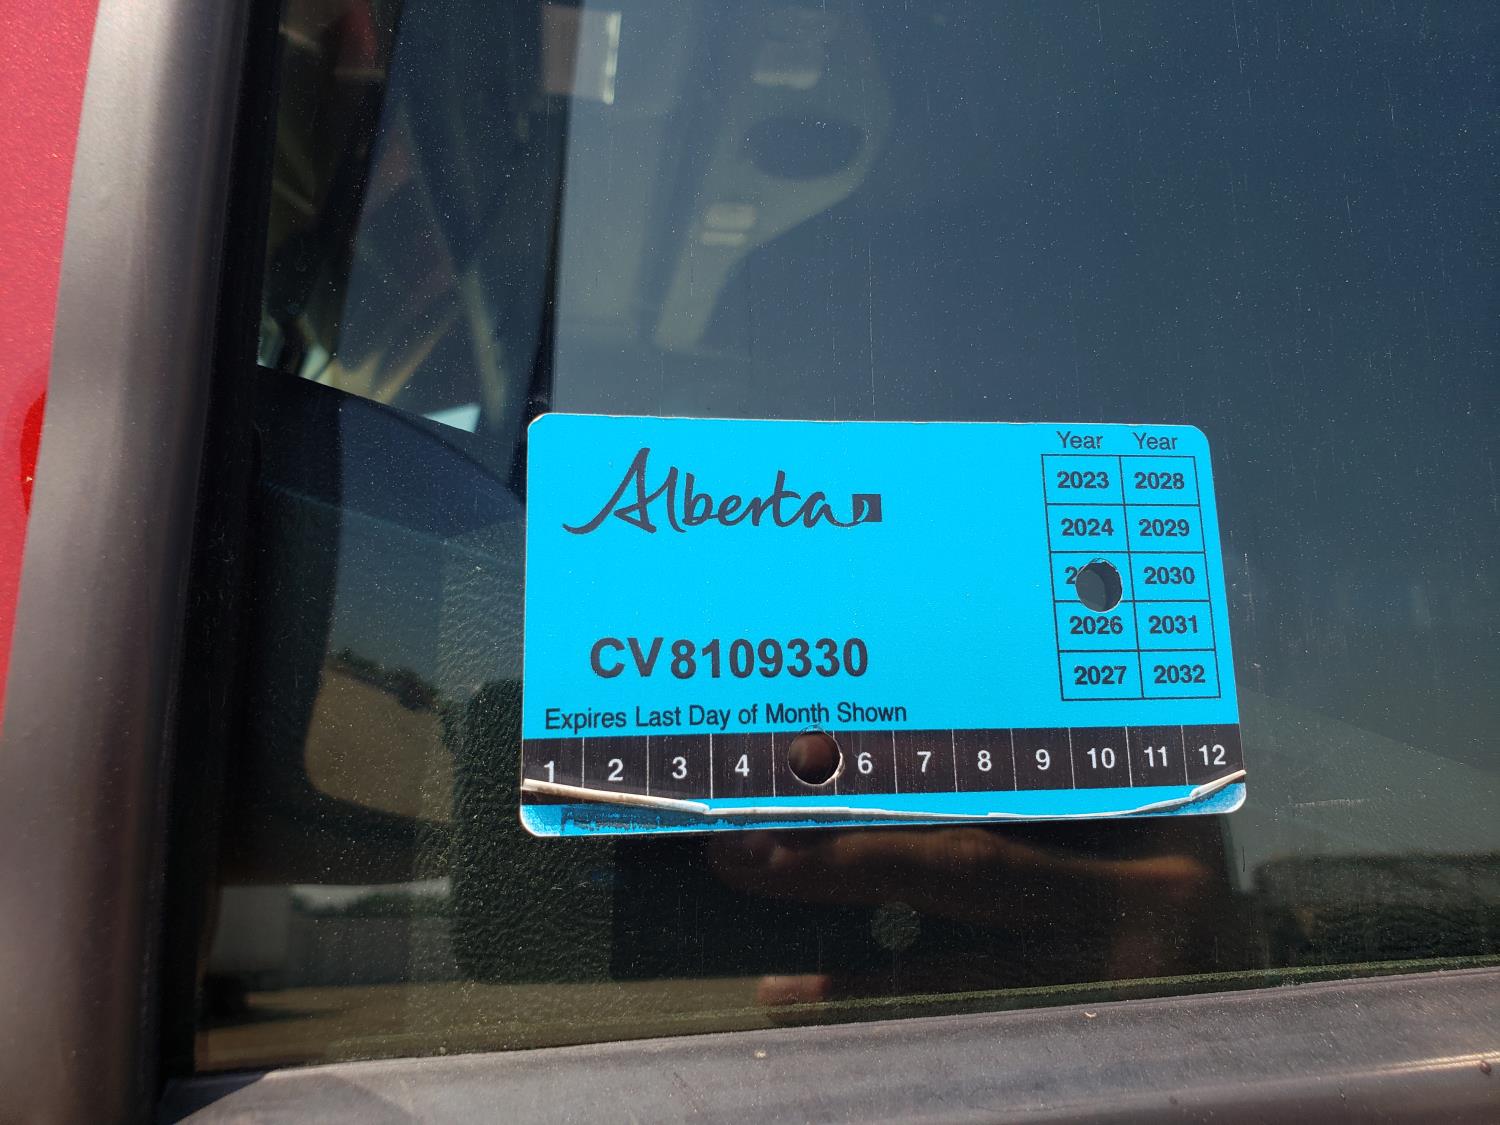 Alberta
Year Year
2023 2028
2024 2029
2030
2026 2031
2027 2032
CV8109330
Expires Last Day of Month Shown
1 2 3 4 6 7 8 9 10 11 12